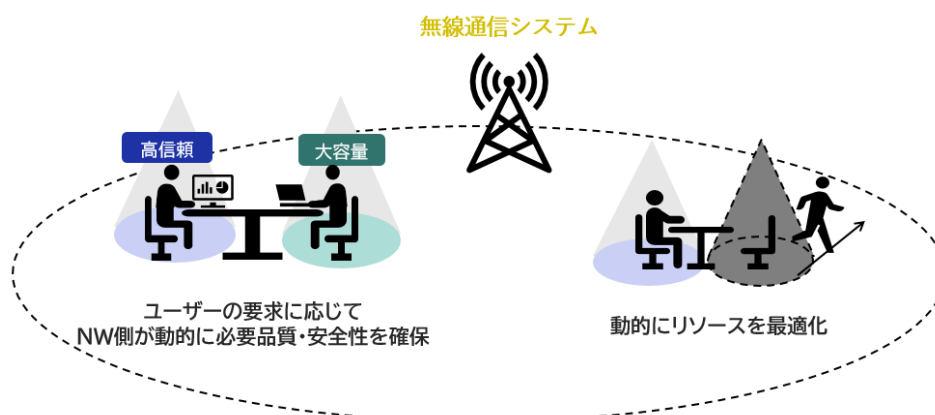 無線通信システム
高信頼
大容量
ユーザーの要求に応じて
NW側が動的に必要品質・安全性を確保
動的にリソースを最適化